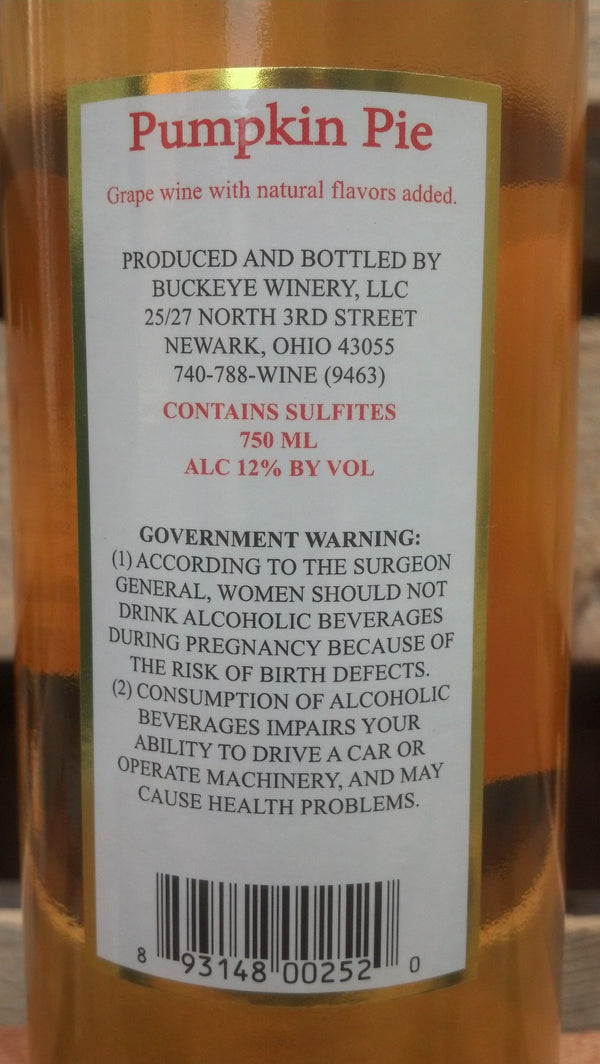 Pumpkin Pie
Grape wine with natural flavors added.
PRODUCED AND BOTTLED BY
BUCKEYE WINERY, LLC
25/27 NORTH 3RD STREET
NEWARK, OHIO 43055
740-788-WINE (9463)
CONTAINS SULFITES
750 ML
ALC 12% BY VOL
GOVERNMENT WARNING:
(1) ACCORDING TO THE SURGEON
GENERAL, WOMEN SHOULD NOT
DRINK ALCOHOLIC BEVERAGES
DURING PREGNANCY BECAUSE OF
THE RISK OF BIRTH DEFECTS.
(2) CONSUMPTION OF ALCOHOLIC
BEVERAGES IMPAIRS YOUR
ABILITY TO DRIVE A CAR OR
OPERATE MACHINERY, AND MAY
CAUSE HEALTH PROBLEMS.
8 93148 00252 0